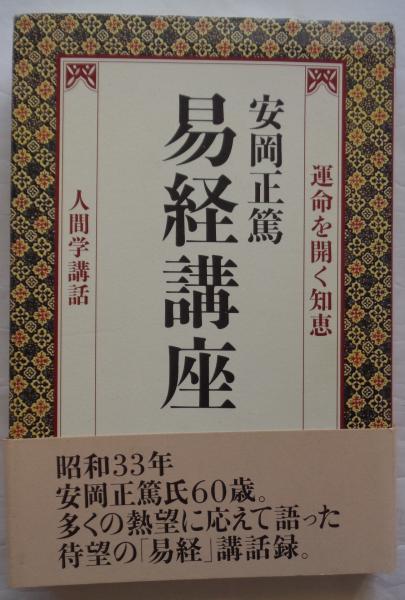 運命を開く知恵
安岡正篤
易経講座
人間学講話
昭和33年
安岡正篤氏60歳。
多くの熱望に応えて語った
待望の「易経」講話録。